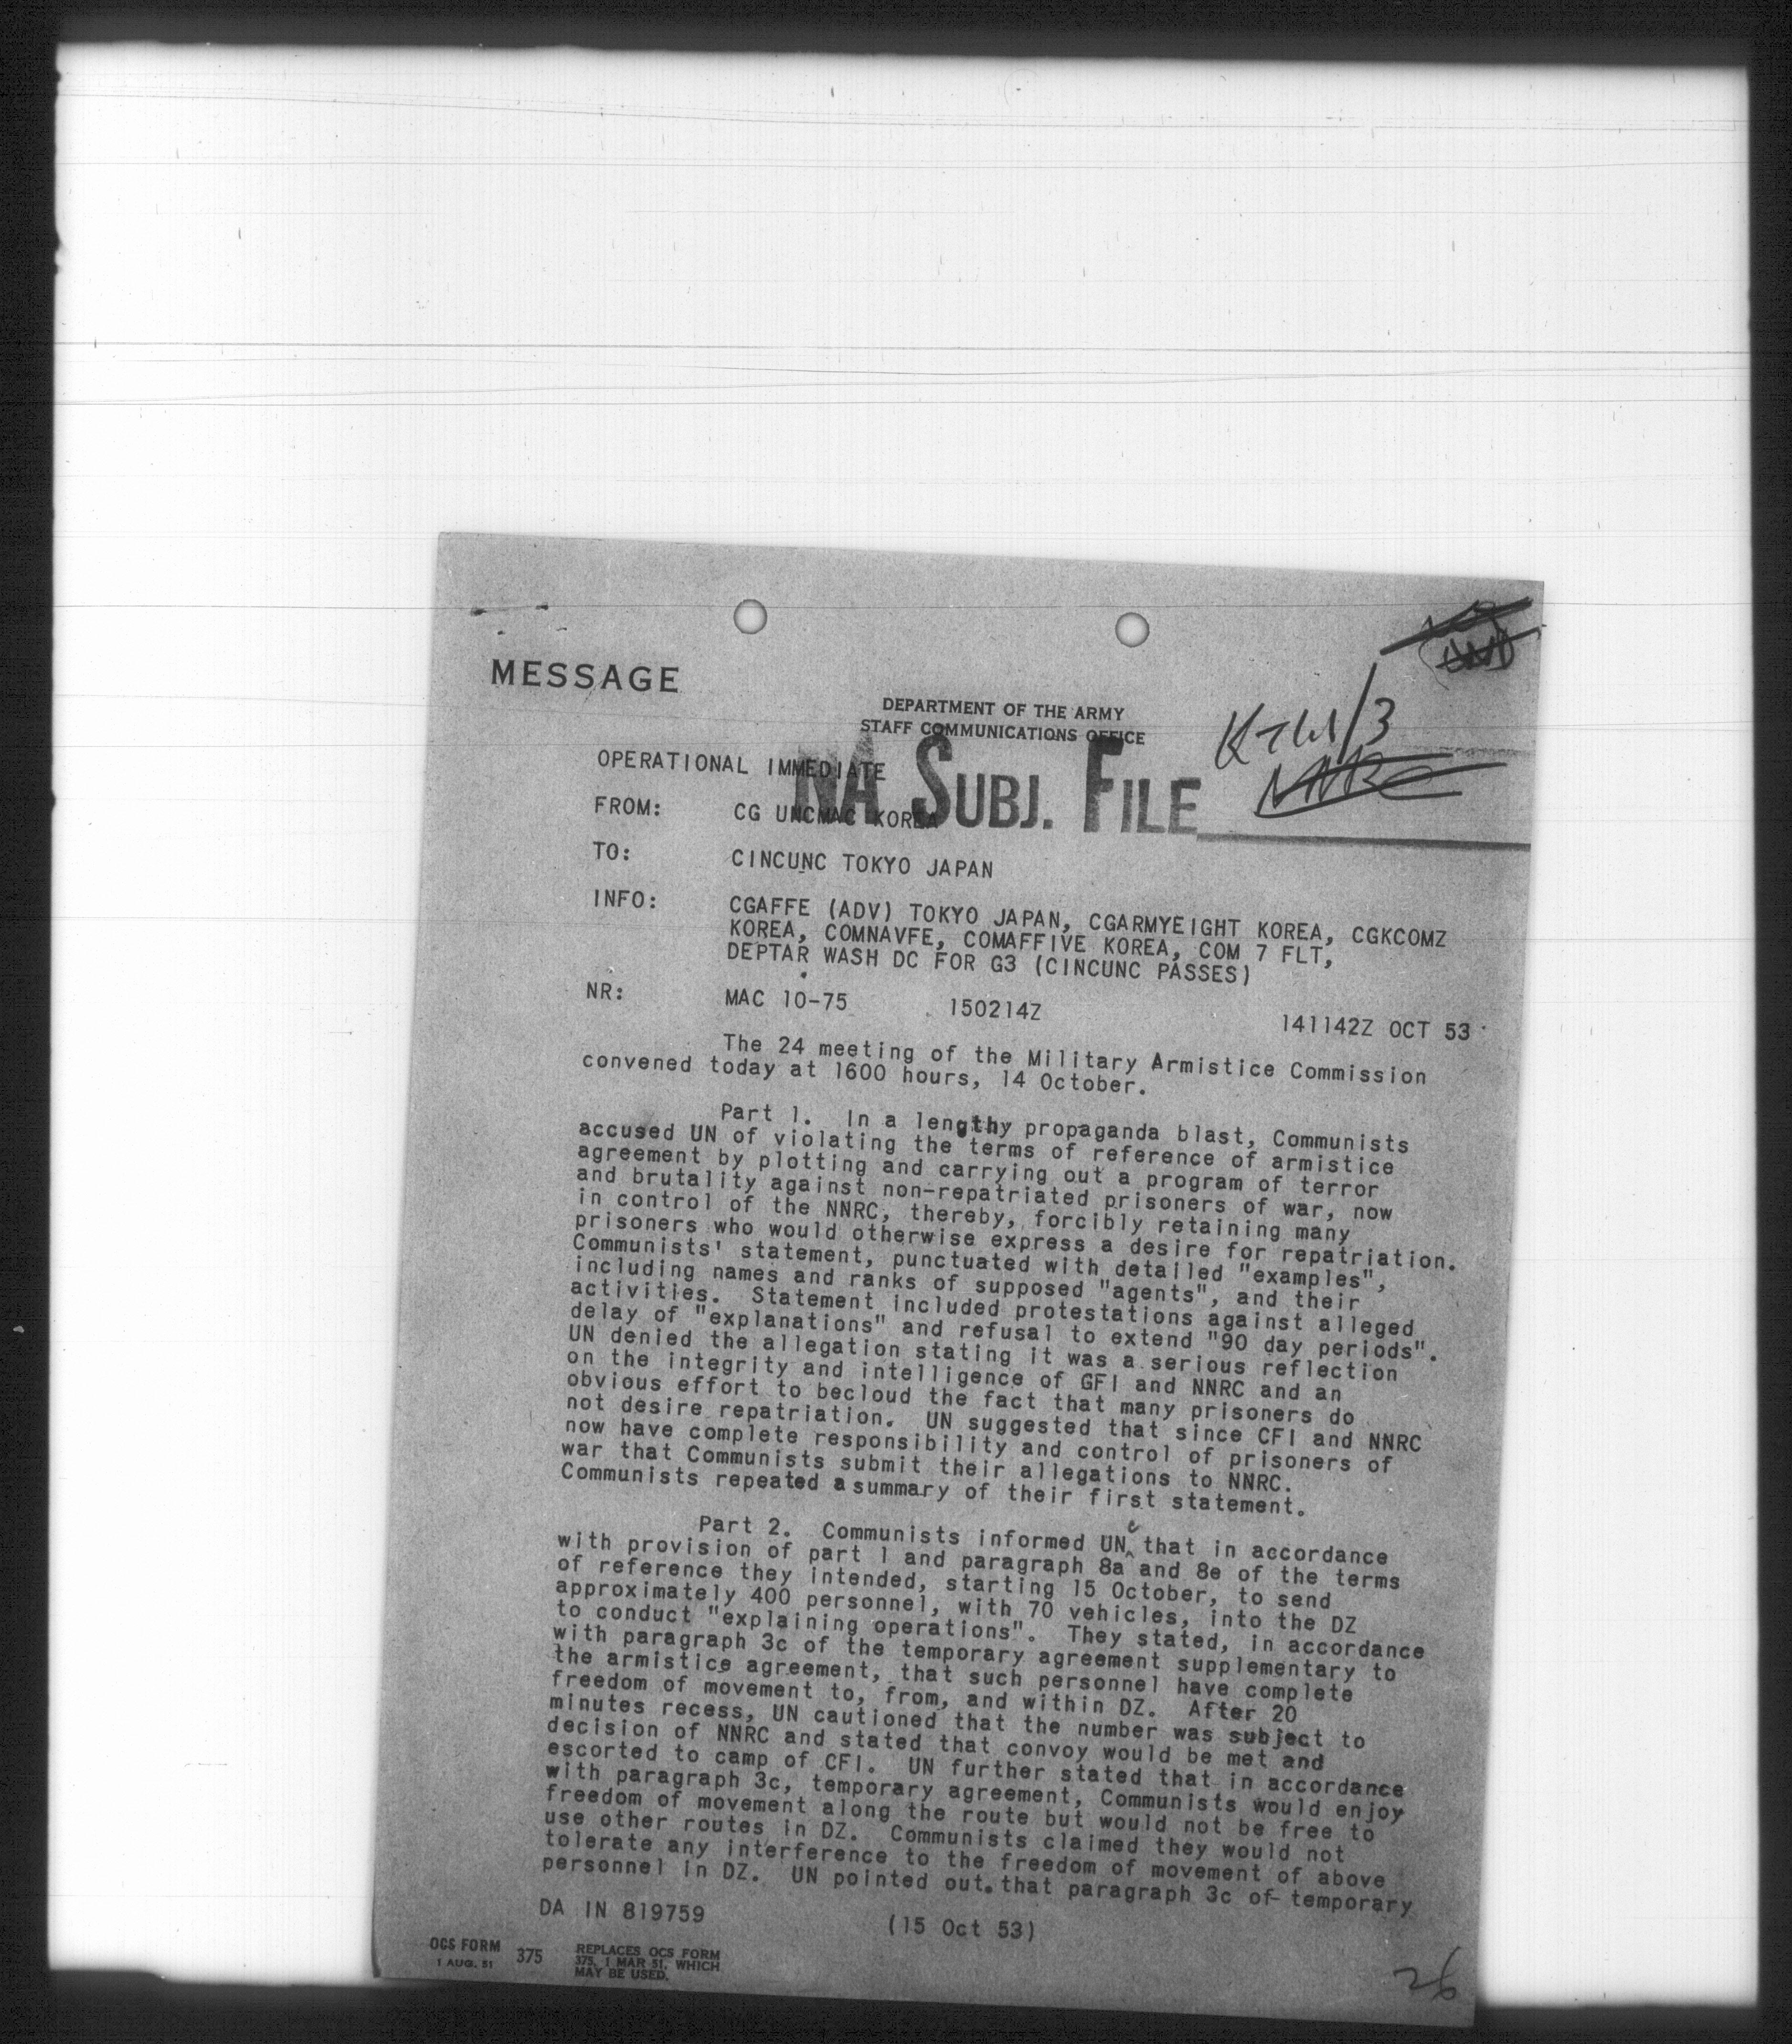 MESSAGE
DEPARTMENT OF THE ARMY
STAFF COMMUNICATIONS OFFICE
K-TW/3
OPERATIONAL IMMEDIATE
NA SUBJ. FILE
FROM: CG UNCMAC KOREA
TO: CINCUNC TOKYO JAPAN
INFO: CGAFFE (ADV) TOKYO JAPAN, CGARMYEIGHT KOREA, CGKCOMZ
KOREA, COMNAVFE, COMAFFIVE KOREA, COM 7 FLT,
DEPTAR WASH DC FOR G3 (CINCUNC PASSES)
NR: MAC 10-75 150214Z 141142Z OCT 53
The 24 meeting of the Military Armistice Commission
convened today at 1600 hours, 14 October.
Part 1. In a lengthy propaganda blast, Communists
accused UN of violating the terms of reference of armistice
agreement by plotting and carrying out a program of terror
and brutality against non-repatriated prisoners of war, now
in control of the NNRC, thereby, forcibly retaining many
prisoners who would otherwise express a desire for repatriation.
Communists' statement, punctuated with detailed "examples",
including names and ranks of supposed "agents", and their
activities. Statement included protestations against alleged
delay of "explanations" and refusal to extend "90 day periods".
UN denied the allegation stating it was a serious reflection
on the integrity and intelligence of GFI and NNRC and an
obvious effort to becloud the fact that many prisoners do
not desire repatriation. UN suggested that since CFI and NNRC
now have complete responsibility and control of prisoners of
war that Communists submit their allegations to NNRC.
Communists repeated a summary of their first statement.
Part 2. Communists informed UNC that in accordance
with provision of part 1 and paragraph 8a and 8e of the terms
of reference they intended, starting 15 October, to send
approximately 400 personnel, with 70 vehicles, into the DZ
to conduct "explaining operations". They stated, in accordance
with paragraph 3c of the temporary agreement supplementary to
the armistice agreement, that such personnel have complete
freedom of movement to, from, and within DZ. After 20
minutes recess, UN cautioned that the number was subject to
decision of NNRC and stated that convoy would be met and
escorted to camp of CFI. UN further stated that in accordance
with paragraph 3c, temporary agreement, Communists would enjoy
freedom of movement along the route but would not be free to
use other routes in DZ. Communists claimed they would not
tolerate any interference to the freedom of movement of above
personnel in DZ. UN pointed out that paragraph 3c of temporary
DA IN 819759 (15 Oct 53)
OCS FORM 375 REPLACES OCS FORM
1 AUG. 51 375, 1 MAR 51, WHICH
MAY BE USED.
26